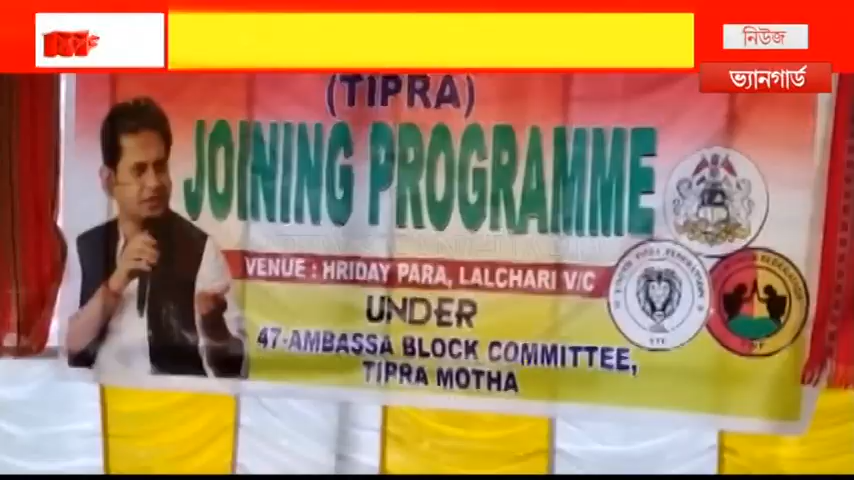 নিউজ
ভ্যানগার্ড
(TIPRA)
JOINING PROGRAMME
VENUE : HRIDAY PARA, LALCHARI V/C
UNDER
47-AMBASSA BLOCK COMMITTEE,
TIPRA MOTHA